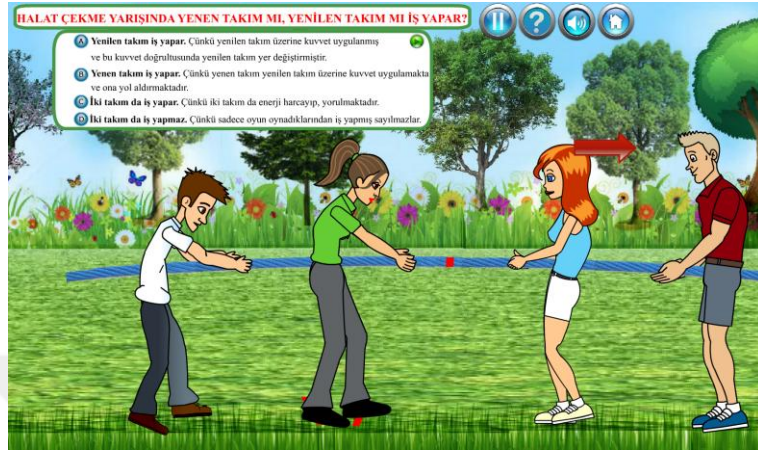 HALAT ÇEKME YARIŞINDA YENEN TAKIM MI, YENİLEN TAKIM MI İŞ YAPAR?
A Yenilen takım iş yapar. Çünkü yenilen takım üzerine kuvvet uygulanmış
ve bu kuvvet doğrultusunda yenilen takım yer değiştirmiştir.
B Yenen takım iş yapar. Çünkü yenen takım yenilen takım üzerine kuvvet uygulamakta
ve ona yol aldırmaktadır.
C İki takım da iş yapar. Çünkü iki takım da enerji harcayıp, yorulmaktadır.
D İki takım da iş yapmaz. Çünkü sadece oyun oynadıklarından iş yapmış sayılmazlar.